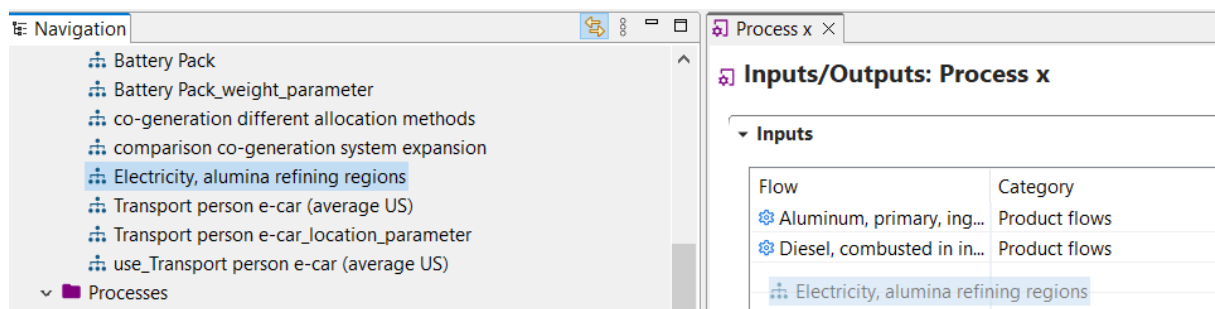 Navigation
Battery Pack
Battery Pack_weight_parameter
co-generation different allocation methods
comparison co-generation system expansion
Electricity, alumina refining regions
Transport person e-car (average US)
Transport person e-car_location_parameter
use_Transport person e-car (average US)
Processes
Process x
Inputs/Outputs: Process x
Inputs
Flow Category
Aluminum, primary, ing... Product flows
Diesel, combusted in in... Product flows
Electricity, alumina refining regions